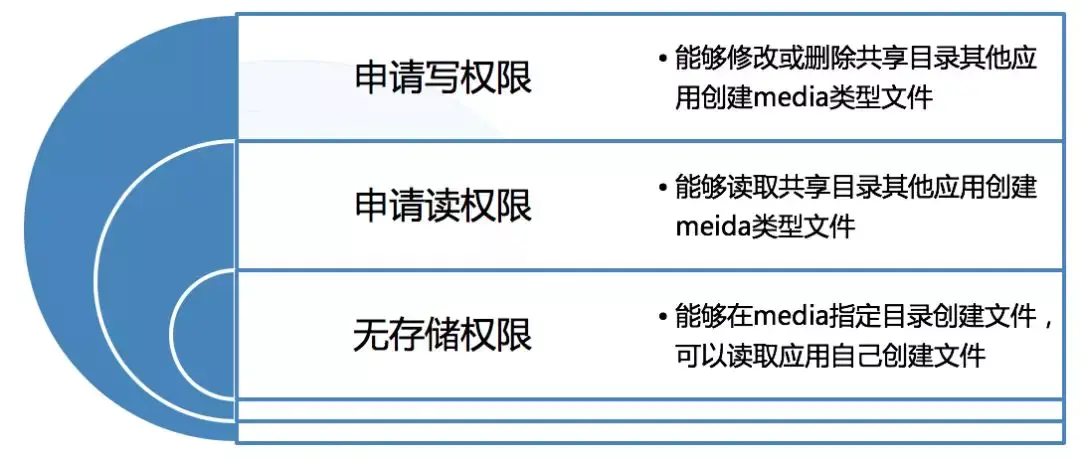 申请写权限
• 能够修改或删除共享目录其他应
用创建media类型文件
申请读权限
• 能够读取共享目录其他应用创建
meida类型文件
无存储权限
• 能够在media指定目录创建文件，
可以读取应用自己创建文件